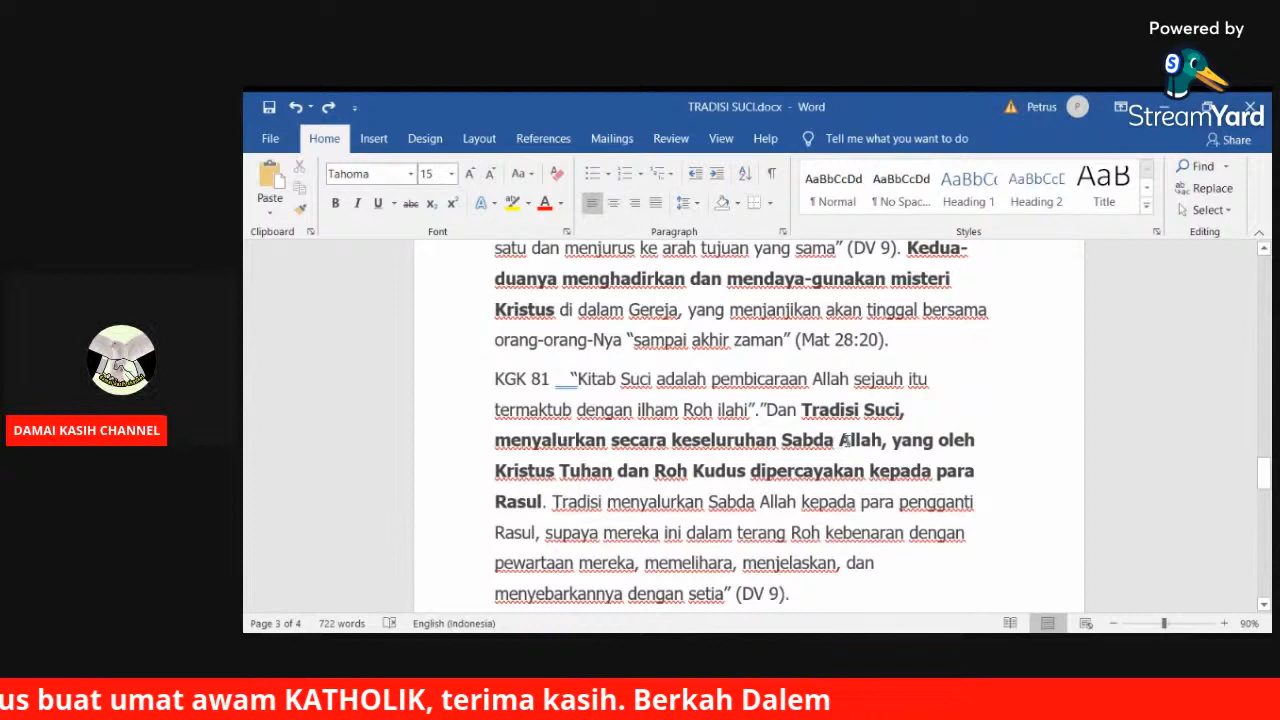 Powered by
StreamYard
TRADISI SUCI.docx - Word
Petrus
P
File Home Insert Design Layout References Mailings Review View Help Tell me what you want to do
Share
Paste
Tahoma 15
Aa
B I U abc X₂ X²
A A
AaBbCcDd AaBbCcDd AaBbCc AaBbCcE AaB
¶ Normal ¶ No Spac... Heading 1 Heading 2 Title
Find
Replace
Select
Clipboard Font Paragraph Styles Editing
satu dan menjurus ke arah tujuan yang sama” (DV 9). Kedua-
duanya menghadirkan dan mendaya-gunakan misteri
Kristus di dalam Gereja, yang menjanjikan akan tinggal bersama
orang-orang-Nya “sampai akhir zaman” (Mat 28:20).
KGK 81 “Kitab Suci adalah pembicaraan Allah sejauh itu
termaktub dengan ilham Roh ilahi”.”Dan Tradisi Suci,
menyalurkan secara keseluruhan Sabda Allah, yang oleh
Kristus Tuhan dan Roh Kudus dipercayakan kepada para
Rasul. Tradisi menyalurkan Sabda Allah kepada para pengganti
Rasul, supaya mereka ini dalam terang Roh kebenaran dengan
pewartaan mereka, memelihara, menjelaskan, dan
menyebarkannya dengan setia” (DV 9).
DAMAI KASIH CHANNEL
Page 3 of 4 722 words English (Indonesia) 90%
us buat umat awam KATHOLIK, terima kasih. Berkah Dalem